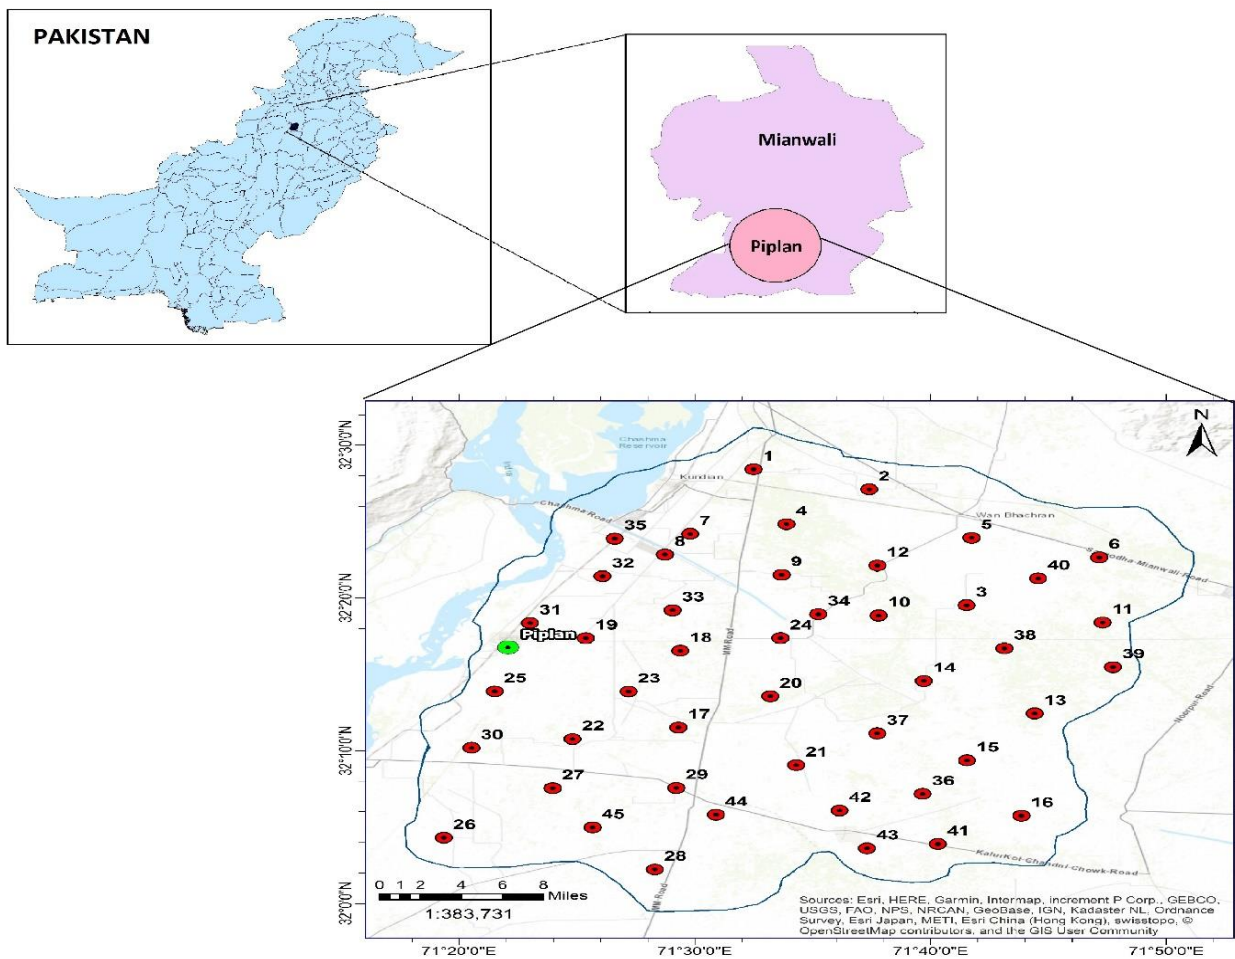 PAKISTAN
Mianwali
Piplan
N
32°30'0"N
32°20'0"N
32°10'0"N
32°0'0"N
Chashma
Reservoir
1
Kundian
2
Chashma-Road
Wan Bhachran
35
7
4
5
8
6
32
9
12
40
Sargodha-Mianwali-Road
31
33
34
10
3
11
Piplan
19
18
24
MM-Road
38
39
25
23
20
14
13
Noorpur-Road
30
22
17
37
21
15
27
29
36
26
45
44
42
16
28
43
41
KalurKot-Chandni-Chowk-Road
MM-Road
0 1 2 4 6 8
Miles
1:383,731
Sources: Esri, HERE, Garmin, Intermap, increment P Corp., GEBCO,
USGS, FAO, NPS, NRCAN, GeoBase, IGN, Kadaster NL, Ordnance
Survey, Esri Japan, METI, Esri China (Hong Kong), swisstopo, ©
OpenStreetMap contributors, and the GIS User Community
71°20'0"E 71°30'0"E 71°40'0"E 71°50'0"E